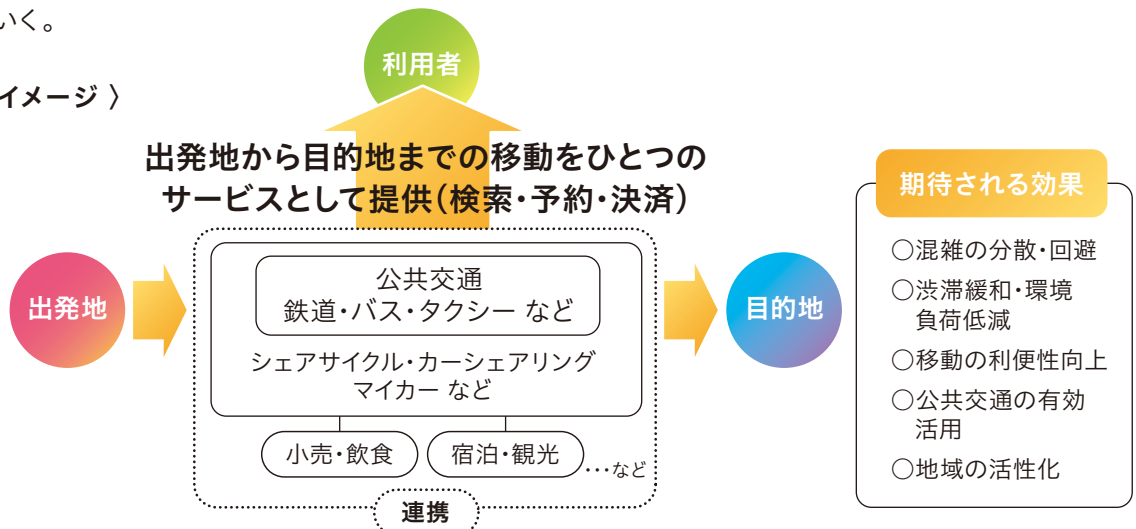 いく。
イメージ 〉
利用者
出発地から目的地までの移動をひとつの
サービスとして提供(検索・予約・決済)
出発地
公共交通
鉄道・バス・タクシー など
シェアサイクル・カーシェアリング
マイカー など
小売・飲食
宿泊・観光
…など
連携
目的地
期待される効果
○混雑の分散・回避
○渋滞緩和・環境
負荷低減
○移動の利便性向上
○公共交通の有効
活用
○地域の活性化